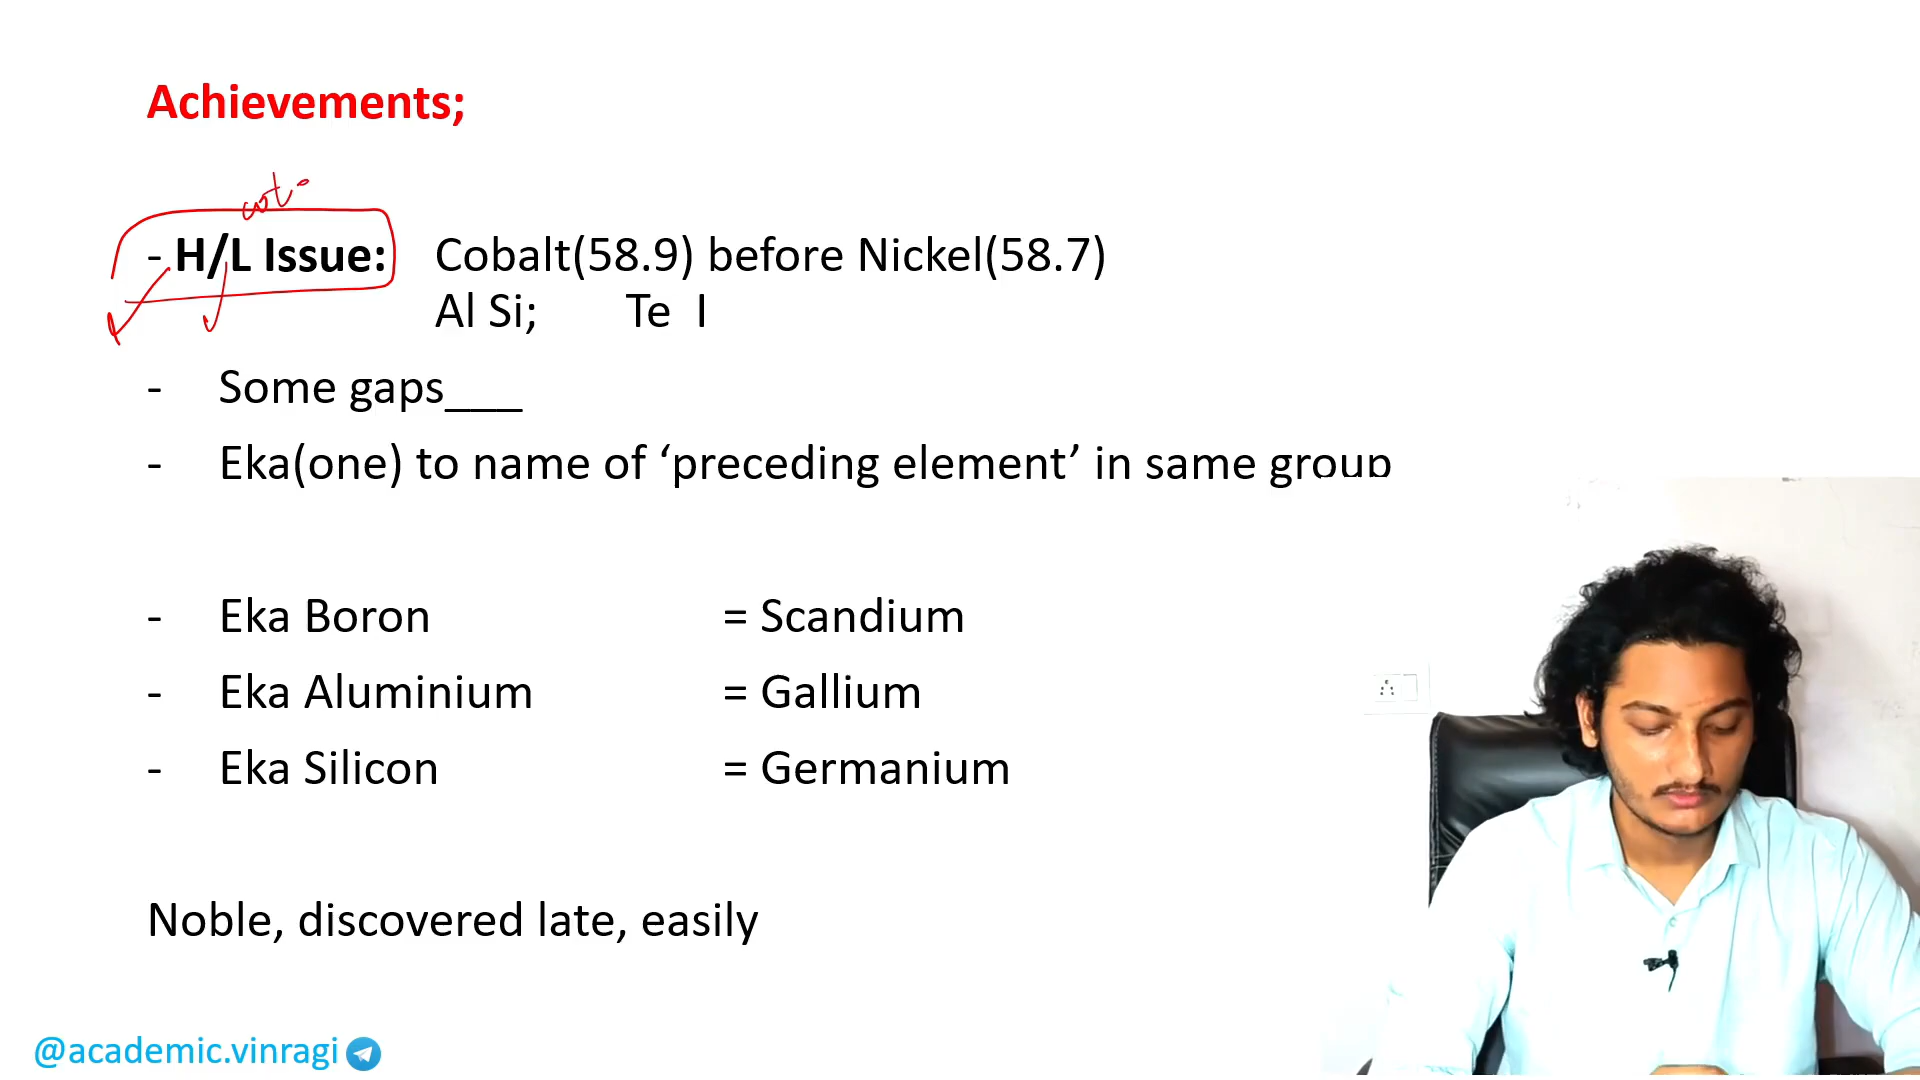 Achievements;
wt.
- H/L Issue: Cobalt(58.9) before Nickel(58.7)
Al Si; Te I
- Some gaps___
- Eka(one) to name of ‘preceding element’ in same group
- Eka Boron = Scandium
- Eka Aluminium = Gallium
- Eka Silicon = Germanium
Noble, discovered late, easily
@academic.vinragi